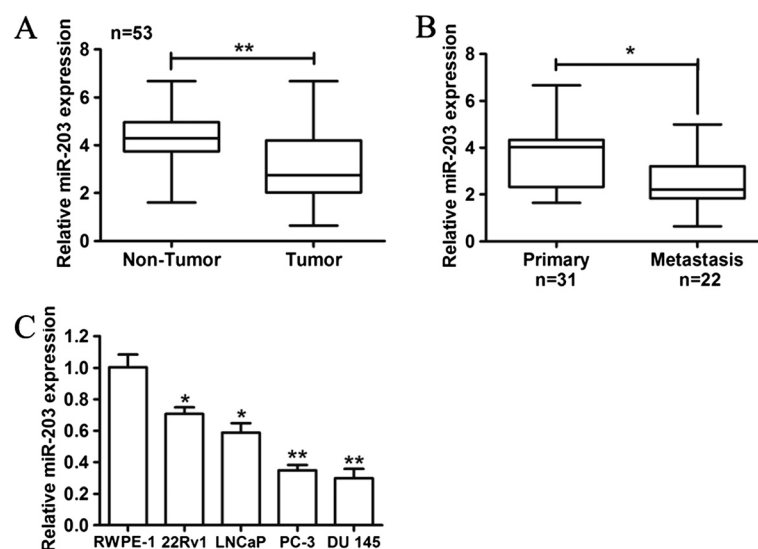 A
n=53
**
Relative miR-203 expression
8
6
4
2
0
Non-Tumor Tumor
B
*
Relative miR-203 expression
8
6
4
2
0
Primary Metastasis
n=31 n=22
C
Relative miR-203 expression
1.2
1.0
0.8
0.6
0.4
0.2
0.0
* * ** **
RWPE-1 22Rv1 LNCaP PC-3 DU 145